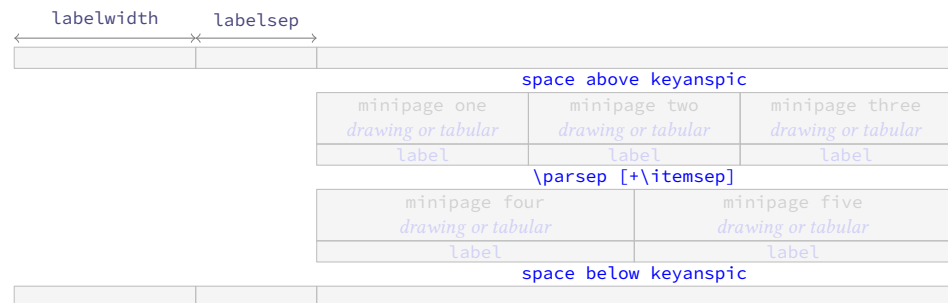 labelwidth labelsep
space above keyanspic
minipage one minipage two minipage three
drawing or tabular drawing or tabular drawing or tabular
label label label
\parsep [+\itemsep]
minipage four minipage five
drawing or tabular drawing or tabular
label label
space below keyanspic